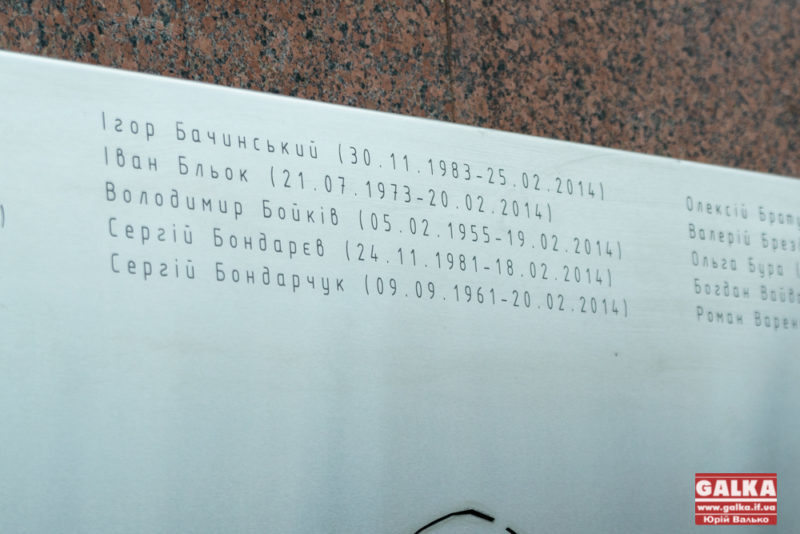 Ігор Бачинський (30.11.1983-25.02.2014)
Іван Бльок (21.07.1973-20.02.2014)
Володимир Бойків (05.02.1955-19.02.2014)
Сергій Бондарєв (24.11.1981-18.02.2014)
Сергій Бондарчук (09.09.1961-20.02.2014)
)
Олексій
Валерій
Ольга Бура (
Богдан
Роман
GALKA
www.galka.if.ua
Юрій Валько